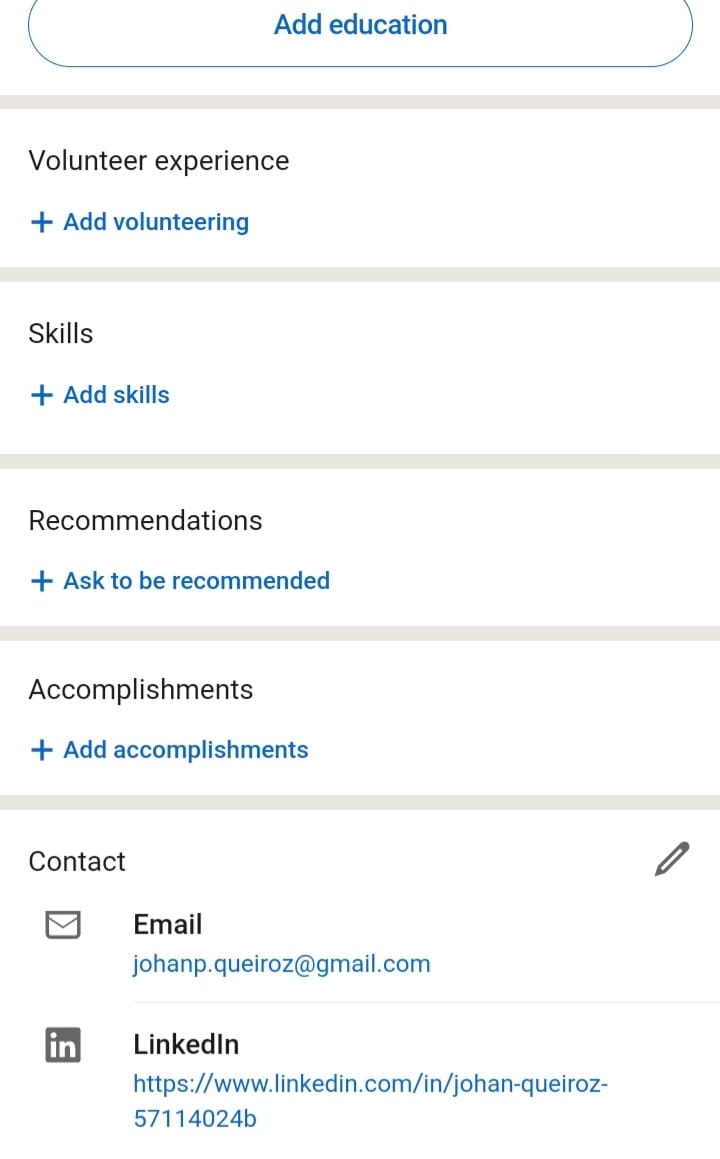 Add education
Volunteer experience
+ Add volunteering
Skills
+ Add skills
Recommendations
+ Ask to be recommended
Accomplishments
+ Add accomplishments
Contact
Email
johanp.queiroz@gmail.com
in
LinkedIn
https://www.linkedin.com/in/johan-queiroz-
57114024b